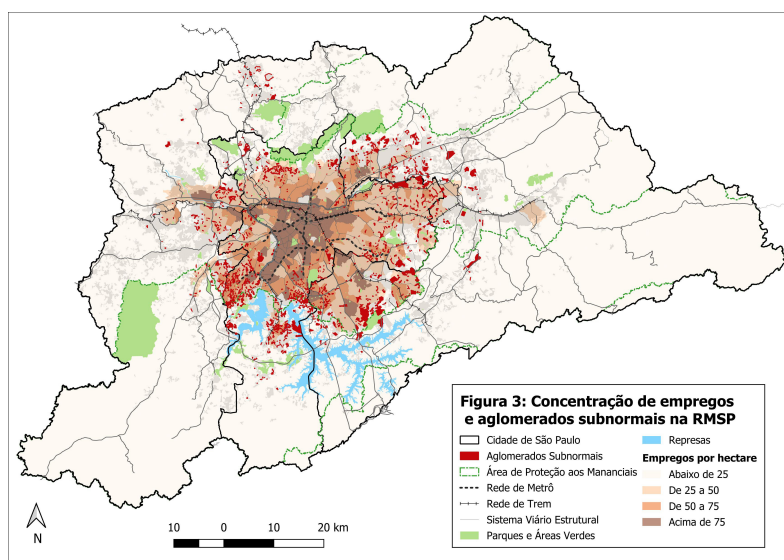 Figura 3: Concentração de empregos
e aglomerados subnormais na RMSP
Cidade de São Paulo
Aglomerados Subnormais
Área de Proteção aos Mananciais
Rede de Metrô
Rede de Trem
Sistema Viário Estrutural
Parques e Áreas Verdes
Represas
Empregos por hectare
Abaixo de 25
De 25 a 50
De 50 a 75
Acima de 75
N
10 0 10 20 km